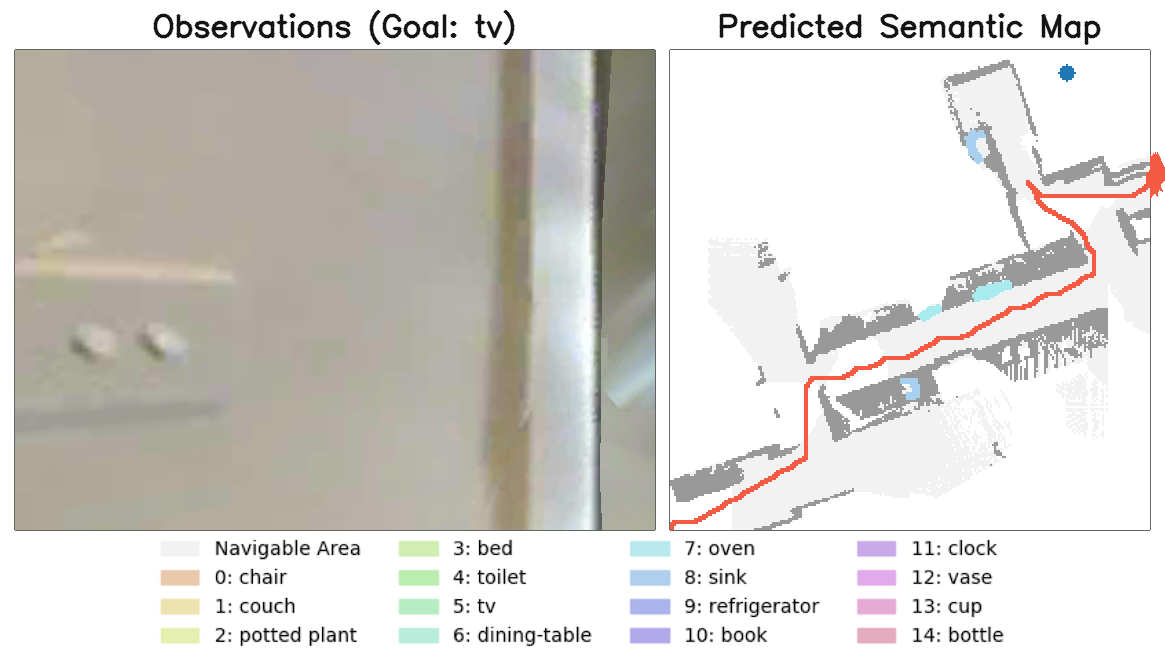 Observations (Goal: tv)
Predicted Semantic Map
Navigable Area
0: chair
1: couch
2: potted plant
3: bed
4: toilet
5: tv
6: dining-table
7: oven
8: sink
9: refrigerator
10: book
11: clock
12: vase
13: cup
14: bottle